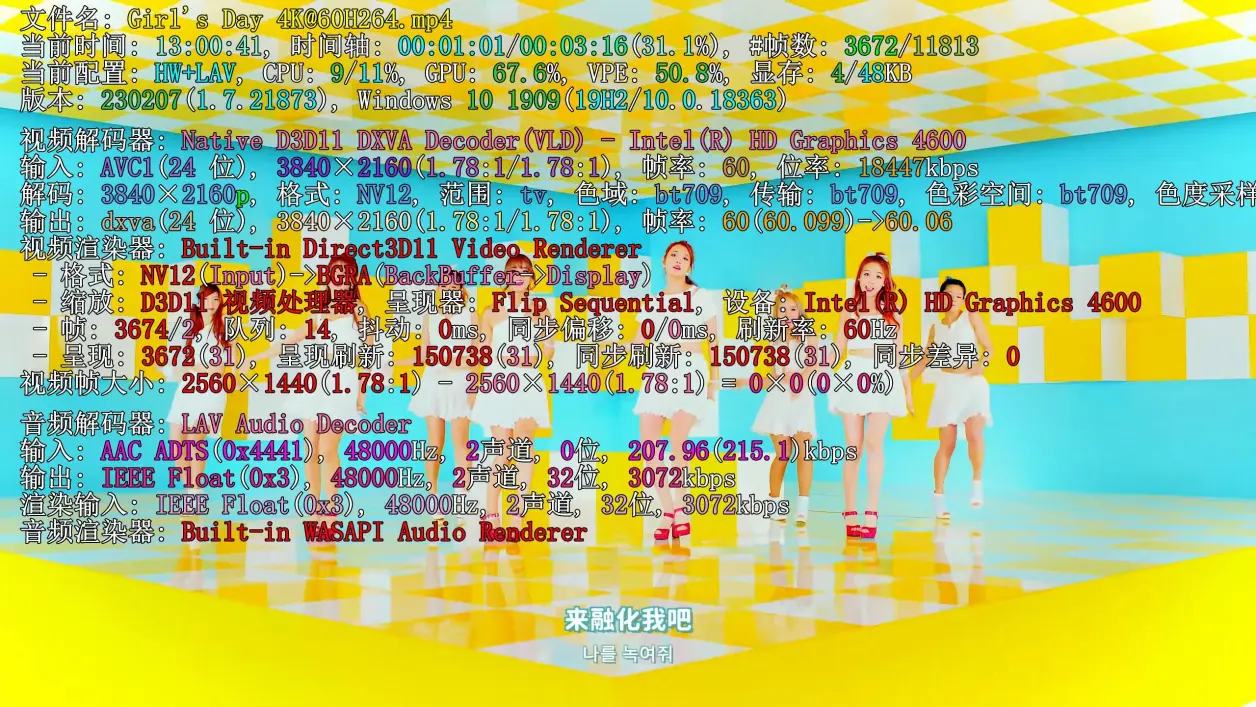 文件名: Girl's Day 4K@60H264.mp4
当前时间: 13:00:41, 时间轴: 00:01:01/00:03:16(31.1%), #帧数: 3672/11813
当前配置: HW+LAV, CPU: 9/11%, GPU: 67.6%, VPE: 50.8%, 显存: 4/48KB
版本: 230207(1.7.21873), Windows 10 1909(19H2/10.0.18363)
视频解码器: Native D3D11 DXVA Decoder(VLD) - Intel(R) HD Graphics 4600
输入: AVC1(24 位), 3840×2160(1.78:1/1.78:1), 帧率: 60, 位率: 18447kbps
解码: 3840×2160p, 格式: NV12, 范围: tv, 色域: bt709, 传输: bt709, 色彩空间: bt709, 色度采样
输出: dxva(24 位), 3840×2160(1.78:1/1.78:1), 帧率: 60(60.099)->60.06
视频渲染器: Built-in Direct3D11 Video Renderer
- 格式: NV12(Input)->BGRA(BackBuffer->Display)
- 缩放: D3D11 视频处理器, 呈现器: Flip Sequential, 设备: Intel(R) HD Graphics 4600
- 帧: 3674/2, 队列: 14, 抖动: 0ms, 同步偏移: 0/0ms, 刷新率: 60Hz
- 呈现: 3672(31), 呈现刷新: 150738(31), 同步刷新: 150738(31), 同步差异: 0
视频帧大小: 2560×1440(1.78:1) - 2560×1440(1.78:1) = 0×0(0×0%)
音频解码器: LAV Audio Decoder
输入: AAC ADTS(0x4441), 48000Hz, 2声道, 0位, 207.96(215.1)kbps
输出: IEEE Float(0x3), 48000Hz, 2声道, 32位, 3072kbps
渲染输入: IEEE Float(0x3), 48000Hz, 2声道, 32位, 3072kbps
音频渲染器: Built-in WASAPI Audio Renderer
来融化我吧
나를 녹여줘